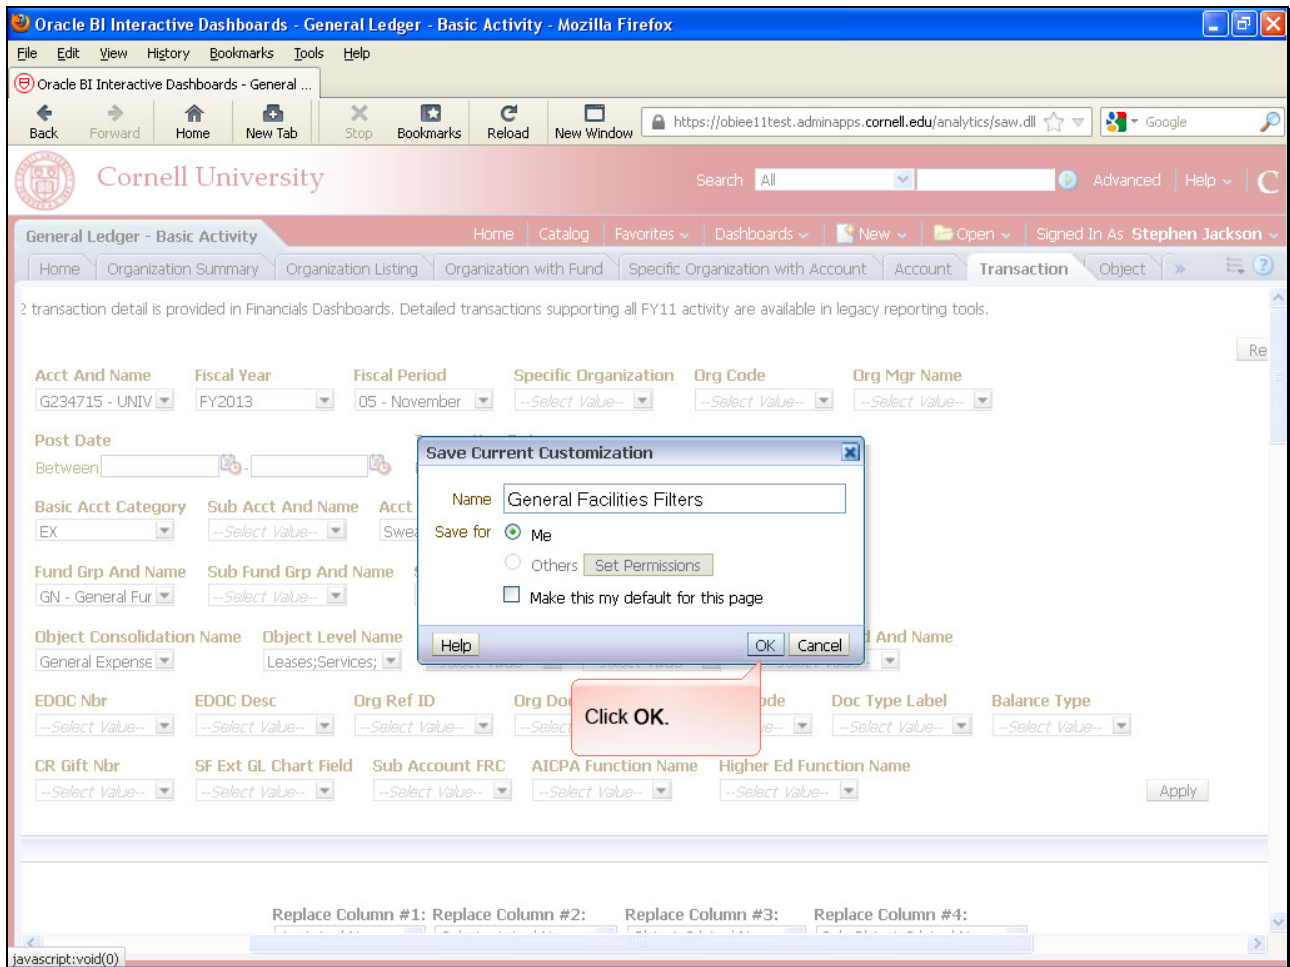 Oracle BI Interactive Dashboards - General Ledger - Basic Activity - Mozilla Firefox
File Edit View History Bookmarks Tools Help
Oracle BI Interactive Dashboards - General ...
Back Forward Home New Tab Stop Bookmarks Reload New Window https://obiee11test.adminapps.cornell.edu/analytics/saw.dll Google
Cornell University Search All Advanced Help C
General Ledger - Basic Activity Home Catalog Favorites Dashboards New Open Signed In As Stephen Jackson
Home Organization Summary Organization Listing Organization with Fund Specific Organization with Account Account Transaction Object »
2 transaction detail is provided in Financials Dashboards. Detailed transactions supporting all FY11 activity are available in legacy reporting tools.
Re
Acct And Name Fiscal Year Fiscal Period Specific Organization Org Code Org Mgr Name
G234715 - UNIV FY2013 05 - November --Select Value-- --Select Value-- --Select Value--
Post Date
Between -
Save Current Customization
Name General Facilities Filters
Save for Me
Others Set Permissions
Make this my default for this page
Help OK Cancel
Click OK.
Basic Acct Category Sub Acct And Name Acct
EX --Select Value-- Swea
Fund Grp And Name Sub Fund Grp And Name
GN - General Fur --Select Value--
Object Consolidation Name Object Level Name d And Name
General Expense Leases;Services;
EDOC Nbr EDOC Desc Org Ref ID Org Doc ode Doc Type Label Balance Type
--Select Value-- --Select Value-- --Select Value-- --Select ue-- --Select Value-- --Select Value--
CR Gift Nbr SF Ext GL Chart Field Sub Account FRC AICPA Function Name Higher Ed Function Name
--Select Value-- --Select Value-- --Select Value-- --Select Value-- --Select Value-- Apply
Replace Column #1: Replace Column #2: Replace Column #3: Replace Column #4:
javascript:void(0)